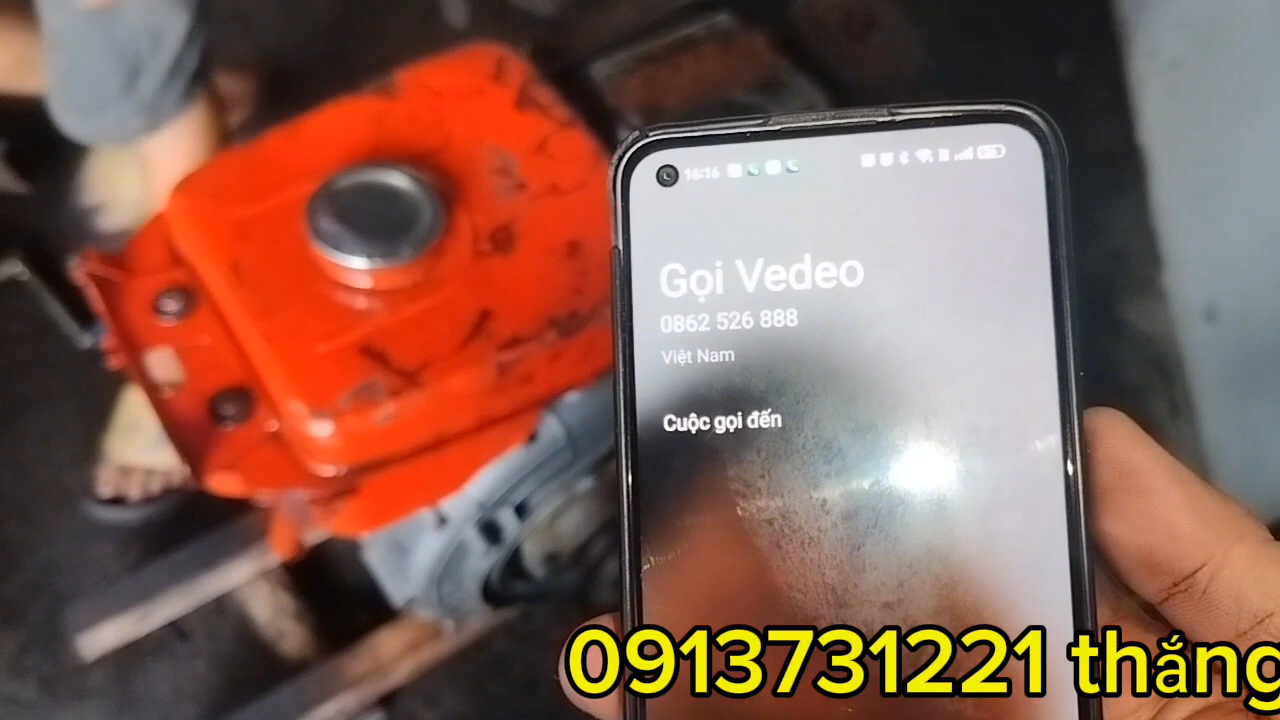 16:16
Gọi Vedeo
0862 526 888
Việt Nam
Cuộc gọi đến
0913731221 thắng